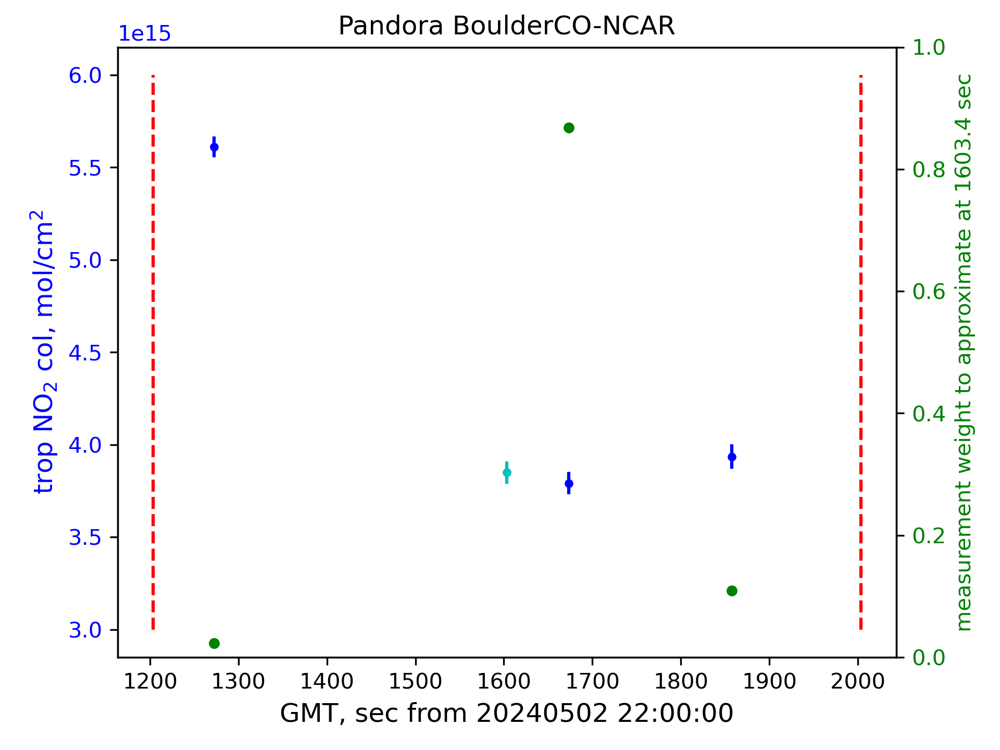 Pandora BoulderCO-NCAR
1e15
6.0
5.5
5.0
4.5
4.0
3.5
3.0
trop NO₂ col, mol/cm²
1.0
0.8
0.6
0.4
0.2
0.0
measurement weight to approximate at 1603.4 sec
1200 1300 1400 1500 1600 1700 1800 1900 2000
GMT, sec from 20240502 22:00:00